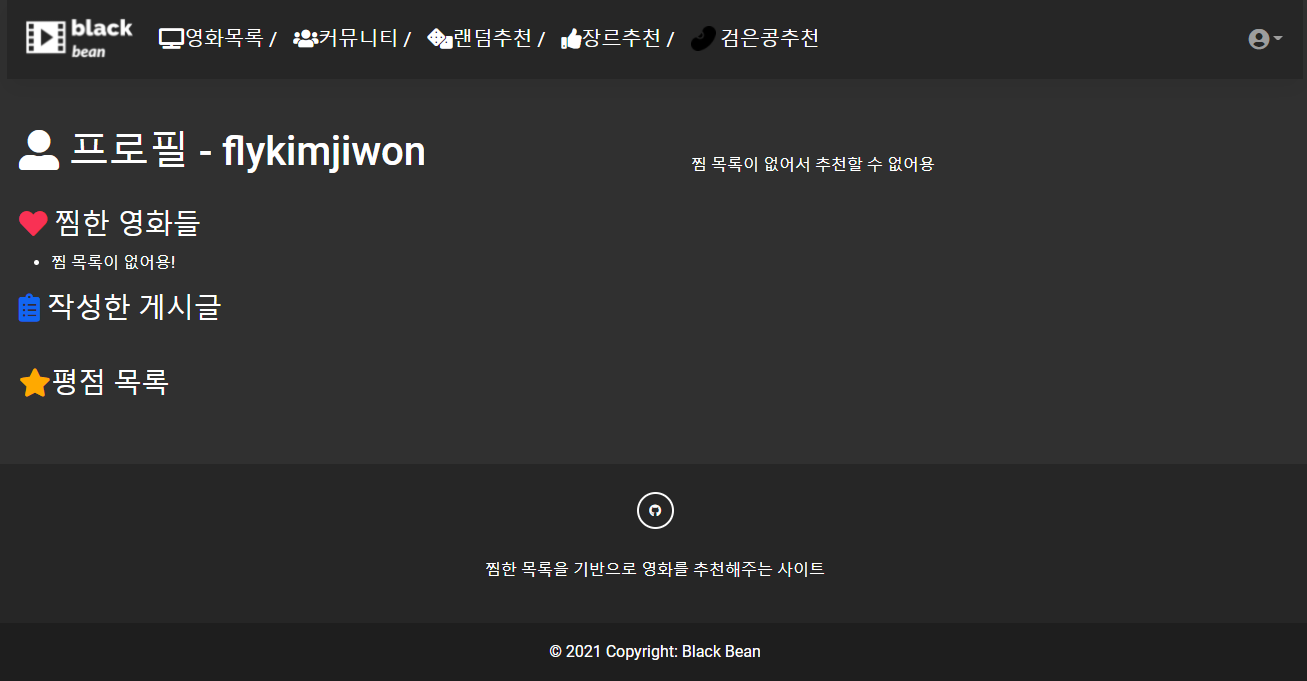 black
bean
영화목록 / 커뮤니티 / 랜덤추천 / 장르추천 / 검은콩추천
프로필 - flykimjiwon
찜 목록이 없어서 추천할 수 없어용
찜한 영화들
찜 목록이 없어용!
작성한 게시글
평점 목록
찜한 목록을 기반으로 영화를 추천해주는 사이트
© 2021 Copyright: Black Bean